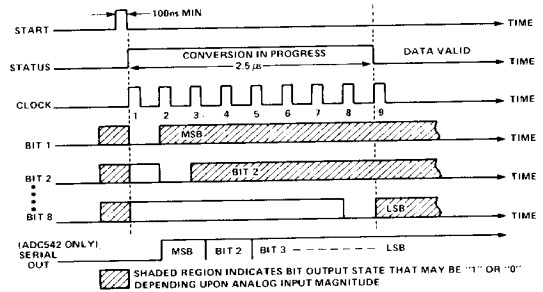 100ns MIN
START
TIME
CONVERSION IN PROGRESS
DATA VALID
STATUS
2.5 μs
TIME
CLOCK
TIME
1 2 3 4 5 6 7 8 9
MSB
BIT 1
TIME
BIT 2
BIT 2
TIME
LSB
BIT 8
TIME
(ADC542 ONLY)
SERIAL
OUT
MSB BIT 2 BIT 3 - - - - - - LSB
SHADED REGION INDICATES BIT OUTPUT STATE THAT MAY BE "1" OR "0"
DEPENDING UPON ANALOG INPUT MAGNITUDE